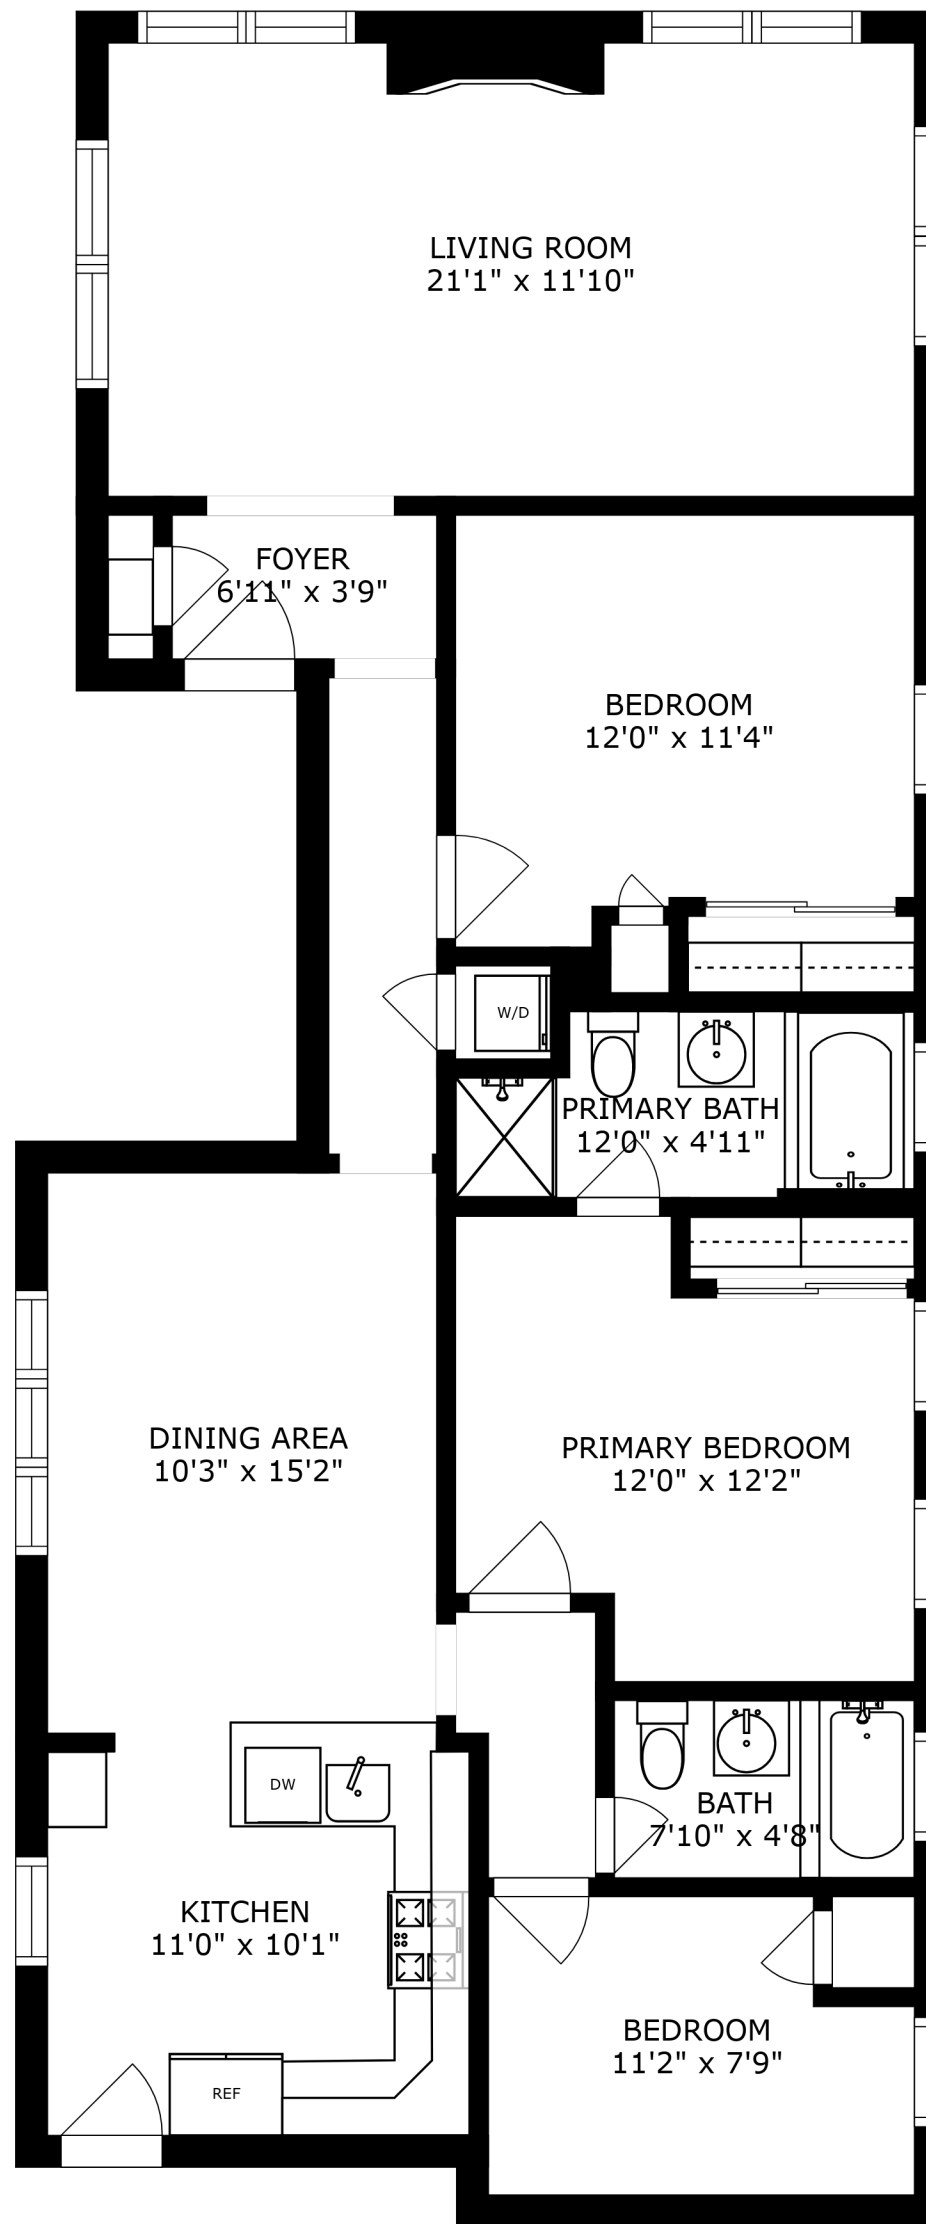 LIVING ROOM
21'1" x 11'10"
FOYER
6'11" x 3'9"
BEDROOM
12'0" x 11'4"
W/D
PRIMARY BATH
12'0" x 4'11"
DINING AREA
10'3" x 15'2"
PRIMARY BEDROOM
12'0" x 12'2"
DW
BATH
7'10" x 4'8"
KITCHEN
11'0" x 10'1"
BEDROOM
11'2" x 7'9"
REF